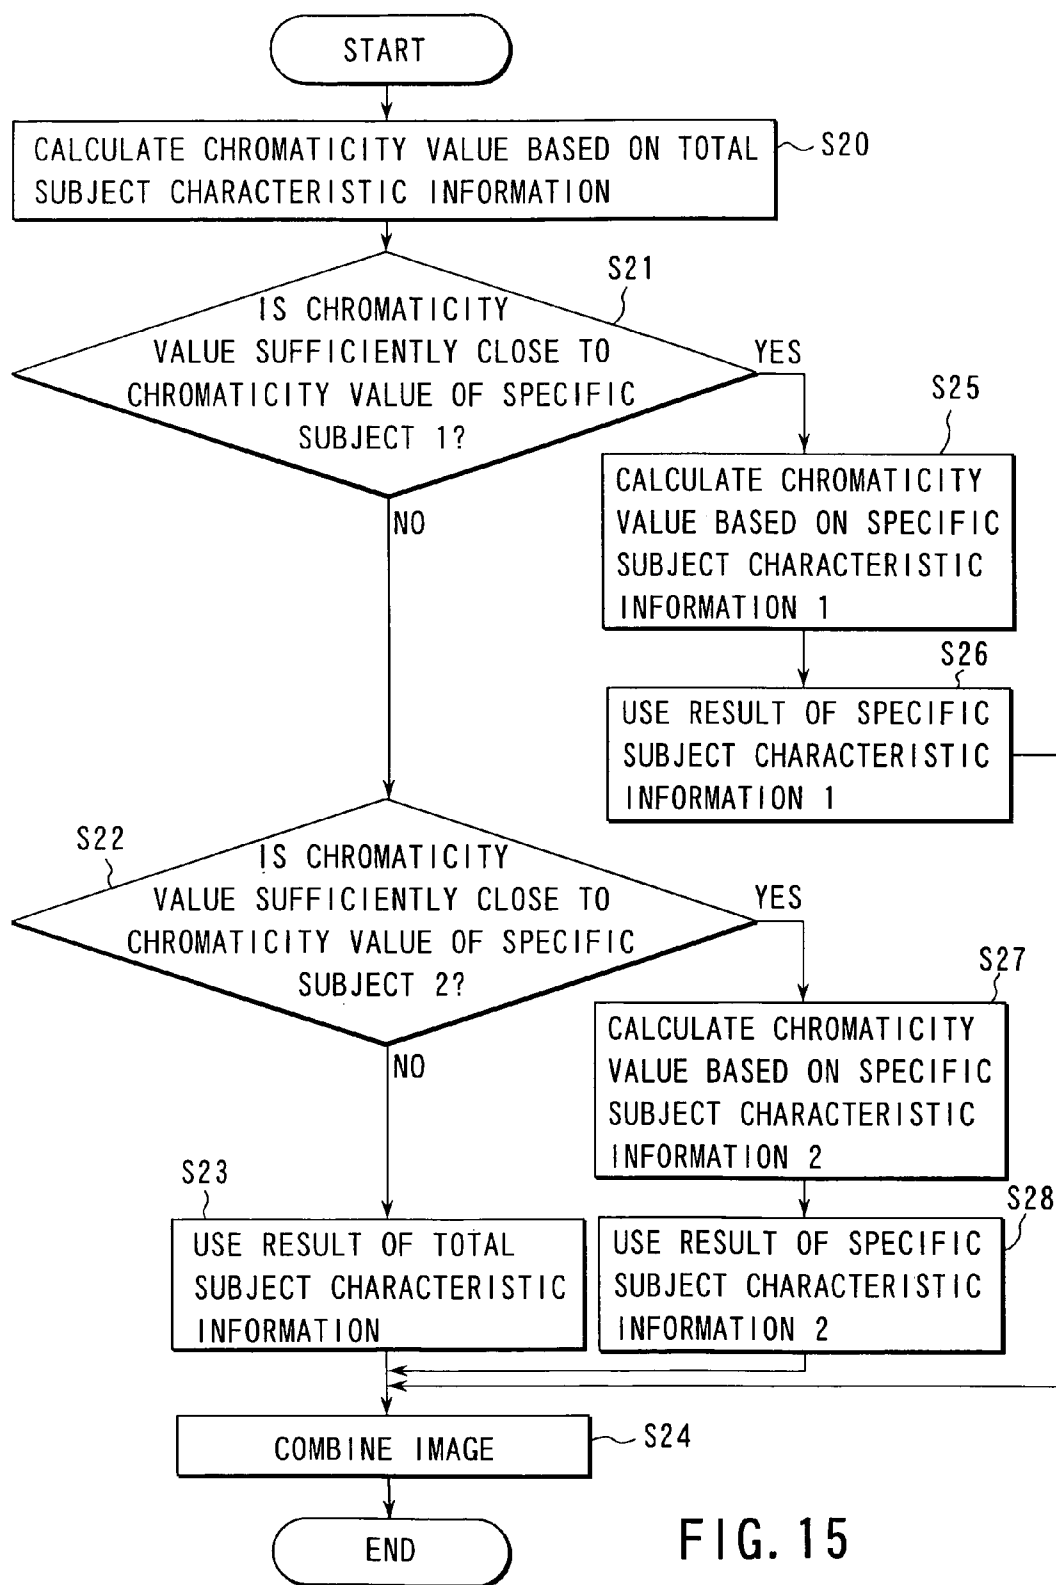 START
CALCULATE CHROMATICITY VALUE BASED ON TOTAL
SUBJECT CHARACTERISTIC INFORMATION
S20
S21
IS CHROMATICITY
VALUE SUFFICIENTLY CLOSE TO
CHROMATICITY VALUE OF SPECIFIC
SUBJECT 1?
YES
NO
S25
CALCULATE CHROMATICITY
VALUE BASED ON SPECIFIC
SUBJECT CHARACTERISTIC
INFORMATION 1
S26
USE RESULT OF SPECIFIC
SUBJECT CHARACTERISTIC
INFORMATION 1
S22
IS CHROMATICITY
VALUE SUFFICIENTLY CLOSE TO
CHROMATICITY VALUE OF SPECIFIC
SUBJECT 2?
YES
NO
S27
CALCULATE CHROMATICITY
VALUE BASED ON SPECIFIC
SUBJECT CHARACTERISTIC
INFORMATION 2
S23
USE RESULT OF TOTAL
SUBJECT CHARACTERISTIC
INFORMATION
S28
USE RESULT OF SPECIFIC
SUBJECT CHARACTERISTIC
INFORMATION 2
COMBINE IMAGE
S24
END
FIG. 15